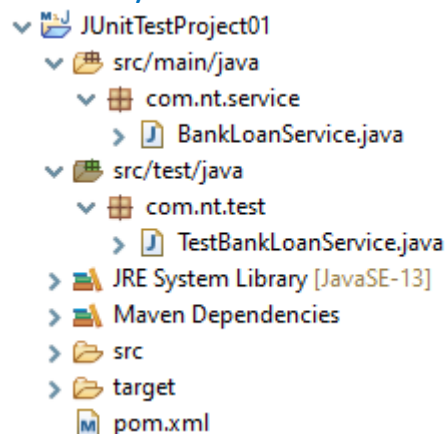 JUnitTestProject01
src/main/java
com.nt.service
BankLoanService.java
src/test/java
com.nt.test
TestBankLoanService.java
JRE System Library [JavaSE-13]
Maven Dependencies
src
target
pom.xml